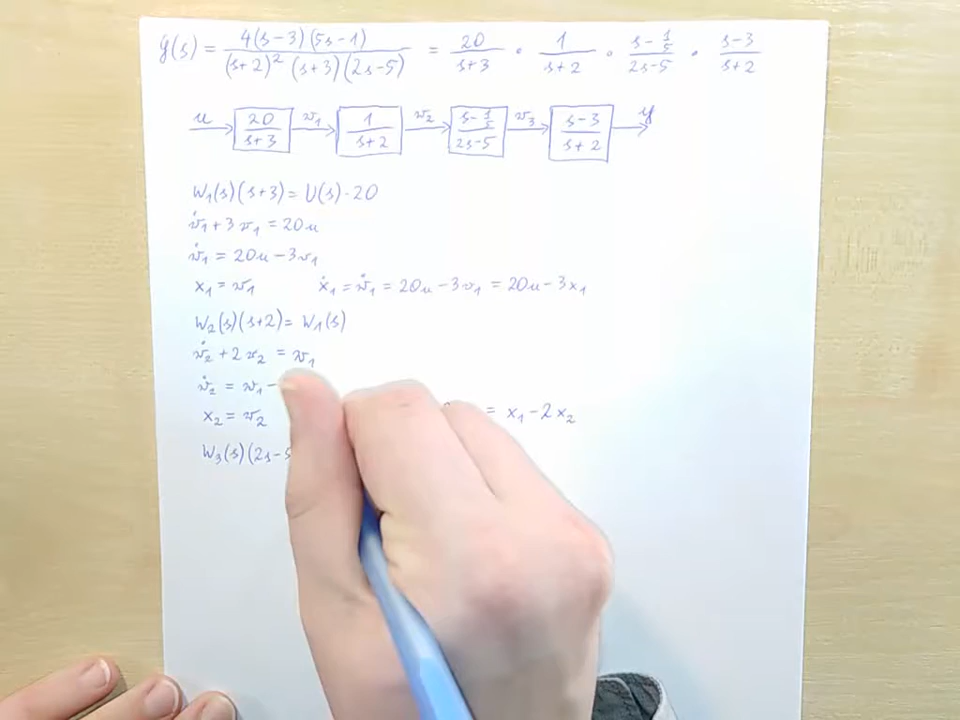 g(s) = 4(s-3)(5s-1) / (s+2)² (s+3)(2s-5) = 20 / s+3 · 1 / s+2 · s-1/5 / 2s-5 · s-3 / s+2
u → 20 / s+3 → v₁ → 1 / s+2 → v₂ → s-1/5 / 2s-5 → v₃ → s-3 / s+2 → y
W₁(s)(s+3) = U(s)·20
v̇₁ + 3v₁ = 20u
v̇₁ = 20u - 3v₁
x₁ = v₁ ẋ₁ = v̇₁ = 20u - 3v₁ = 20u - 3x₁
W₂(s)(s+2) = W₁(s)
v̇₂ + 2v₂ = v₁
v̇₂ = v₁ -
x₂ = v₂ = x₁ - 2x₂
W₃(s)(2s-5